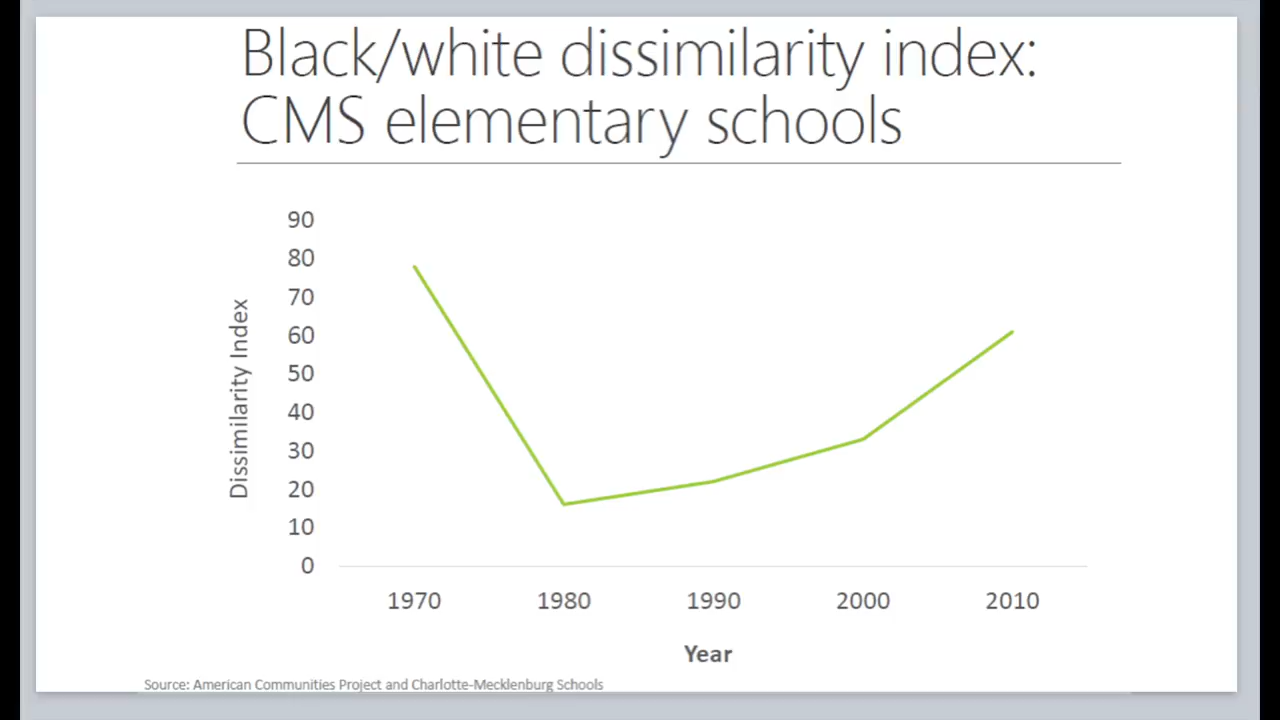 Black/white dissimilarity index:
CMS elementary schools
90
80
70
60
50
40
30
20
10
0
Dissimilarity Index
1970 1980 1990 2000 2010
Year
Source: American Communities Project and Charlotte-Mecklenburg Schools